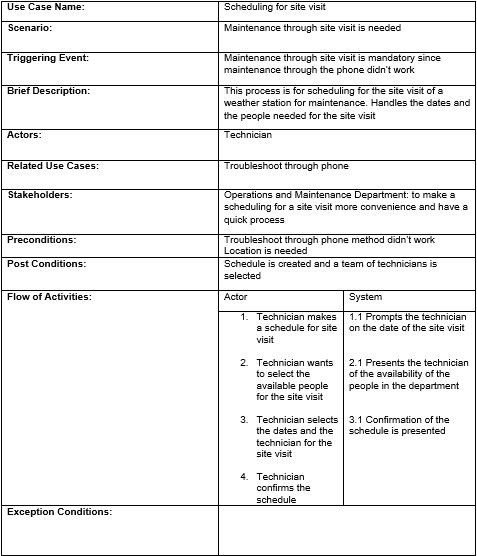 Use Case Name: Scheduling for site visit
Scenario: Maintenance through site visit is needed
Triggering Event: Maintenance through site visit is mandatory since
maintenance through the phone didn't work
Brief Description: This process is for scheduling for the site visit of a
weather station for maintenance. Handles the dates and
the people needed for the site visit
Actors: Technician
Related Use Cases: Troubleshoot through phone
Stakeholders: Operations and Maintenance Department: to make a
scheduling for a site visit more convenience and have a
quick process
Preconditions: Troubleshoot through phone method didn't work
Location is needed
Post Conditions: Schedule is created and a team of technicians is
selected
Flow of Activities: Actor System
1. Technician makes
a schedule for site
visit
1.1 Prompts the technician
on the date of the site visit
2. Technician wants
to select the
available people
for the site visit
2.1 Presents the technician
of the availability of the
people in the department
3. Technician selects
the dates and the
technician for the
site visit
3.1 Confirmation of the
schedule is presented
4. Technician
confirms the
schedule
Exception Conditions: